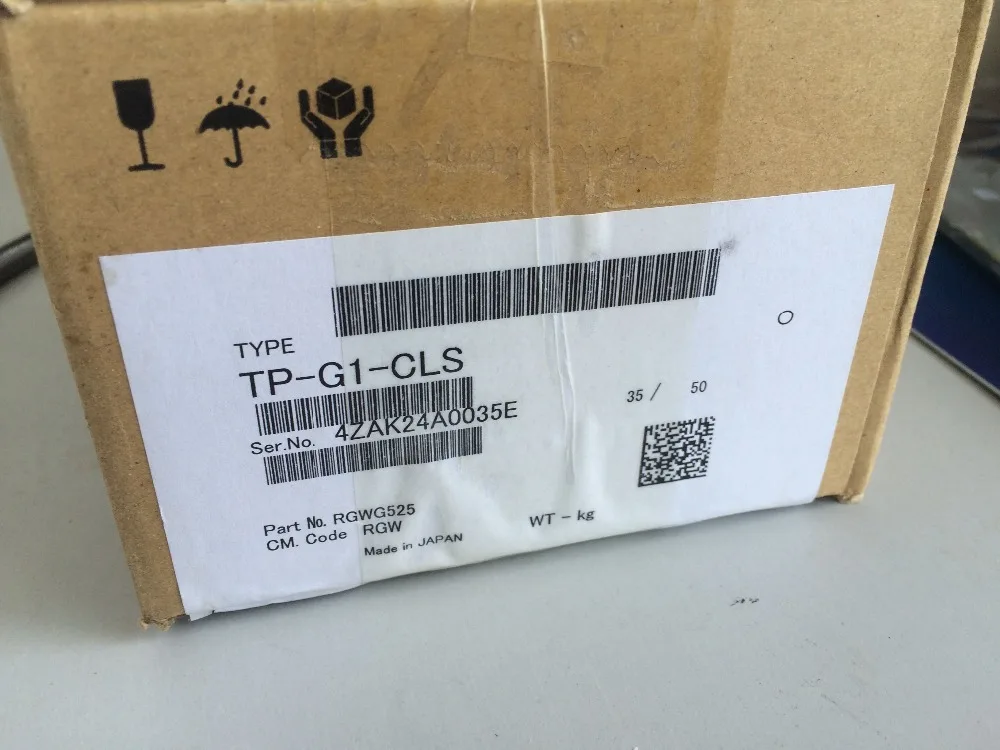 TYPE
TP-G1-CLS
35 / 50
Ser.No. 4ZAK24A0035E
Part No. RGWG525
CM. Code RGW
WT - kg
Made in JAPAN